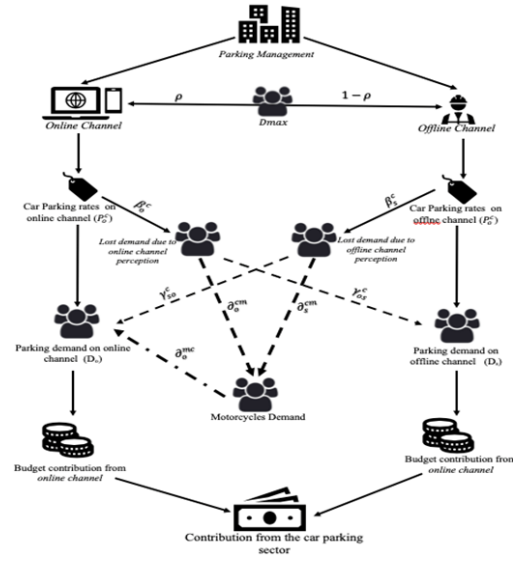 Parking Management
ρ
1 − ρ
Online Channel
Dmax
Offline Channel
Car Parking rates on
online channel (P_o^c)
β_o^c
β_s^c
Car Parking rates on
offlne channel (P_o^c)
Lost demand due to
online channel
perception
Lost demand due to
offline channel
perception
γ_so^c
∂_o^cm
∂_s^cm
γ_os^c
Parking demand on online
channel (Dₒ)
∂_o^mc
Parking demand on
offline channel (Dₛ)
Motorcycles Demand
Budget contribution from
online channel
Budget contribution from
online channel
Contribution from the car parking
sector